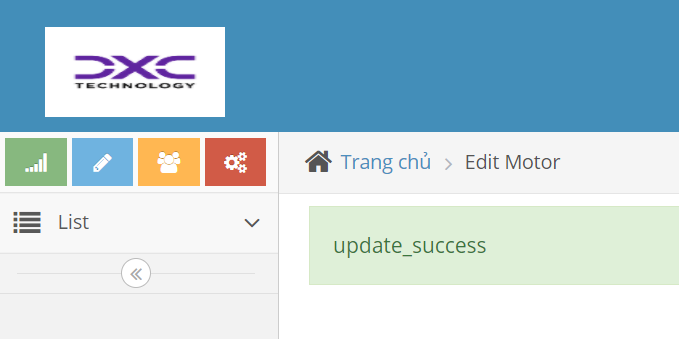 DXC
TECHNOLOGY
Trang chủ
Edit Motor
List
update_success